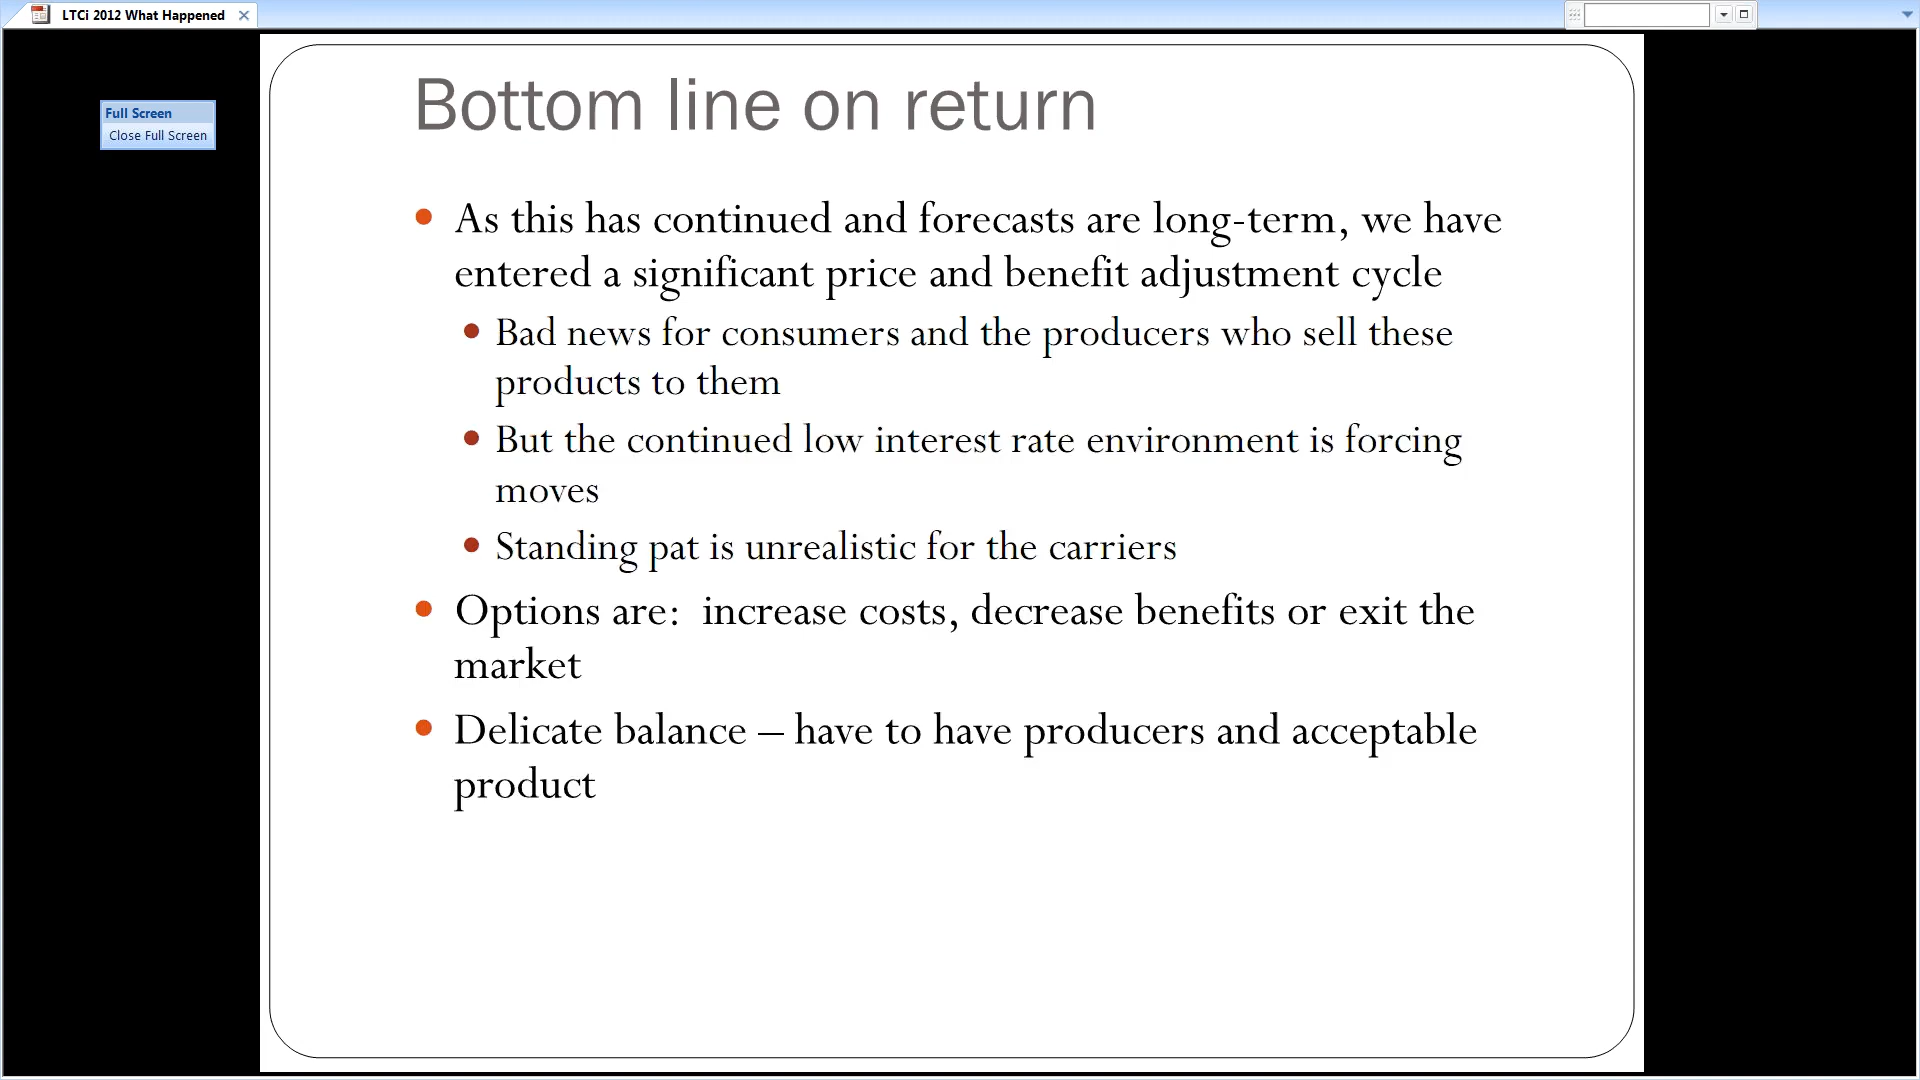 LTCi 2012 What Happened
Full Screen
Close Full Screen
Bottom line on return
As this has continued and forecasts are long-term, we have
entered a significant price and benefit adjustment cycle
Bad news for consumers and the producers who sell these
products to them
But the continued low interest rate environment is forcing
moves
Standing pat is unrealistic for the carriers
Options are:  increase costs, decrease benefits or exit the
market
Delicate balance – have to have producers and acceptable
product